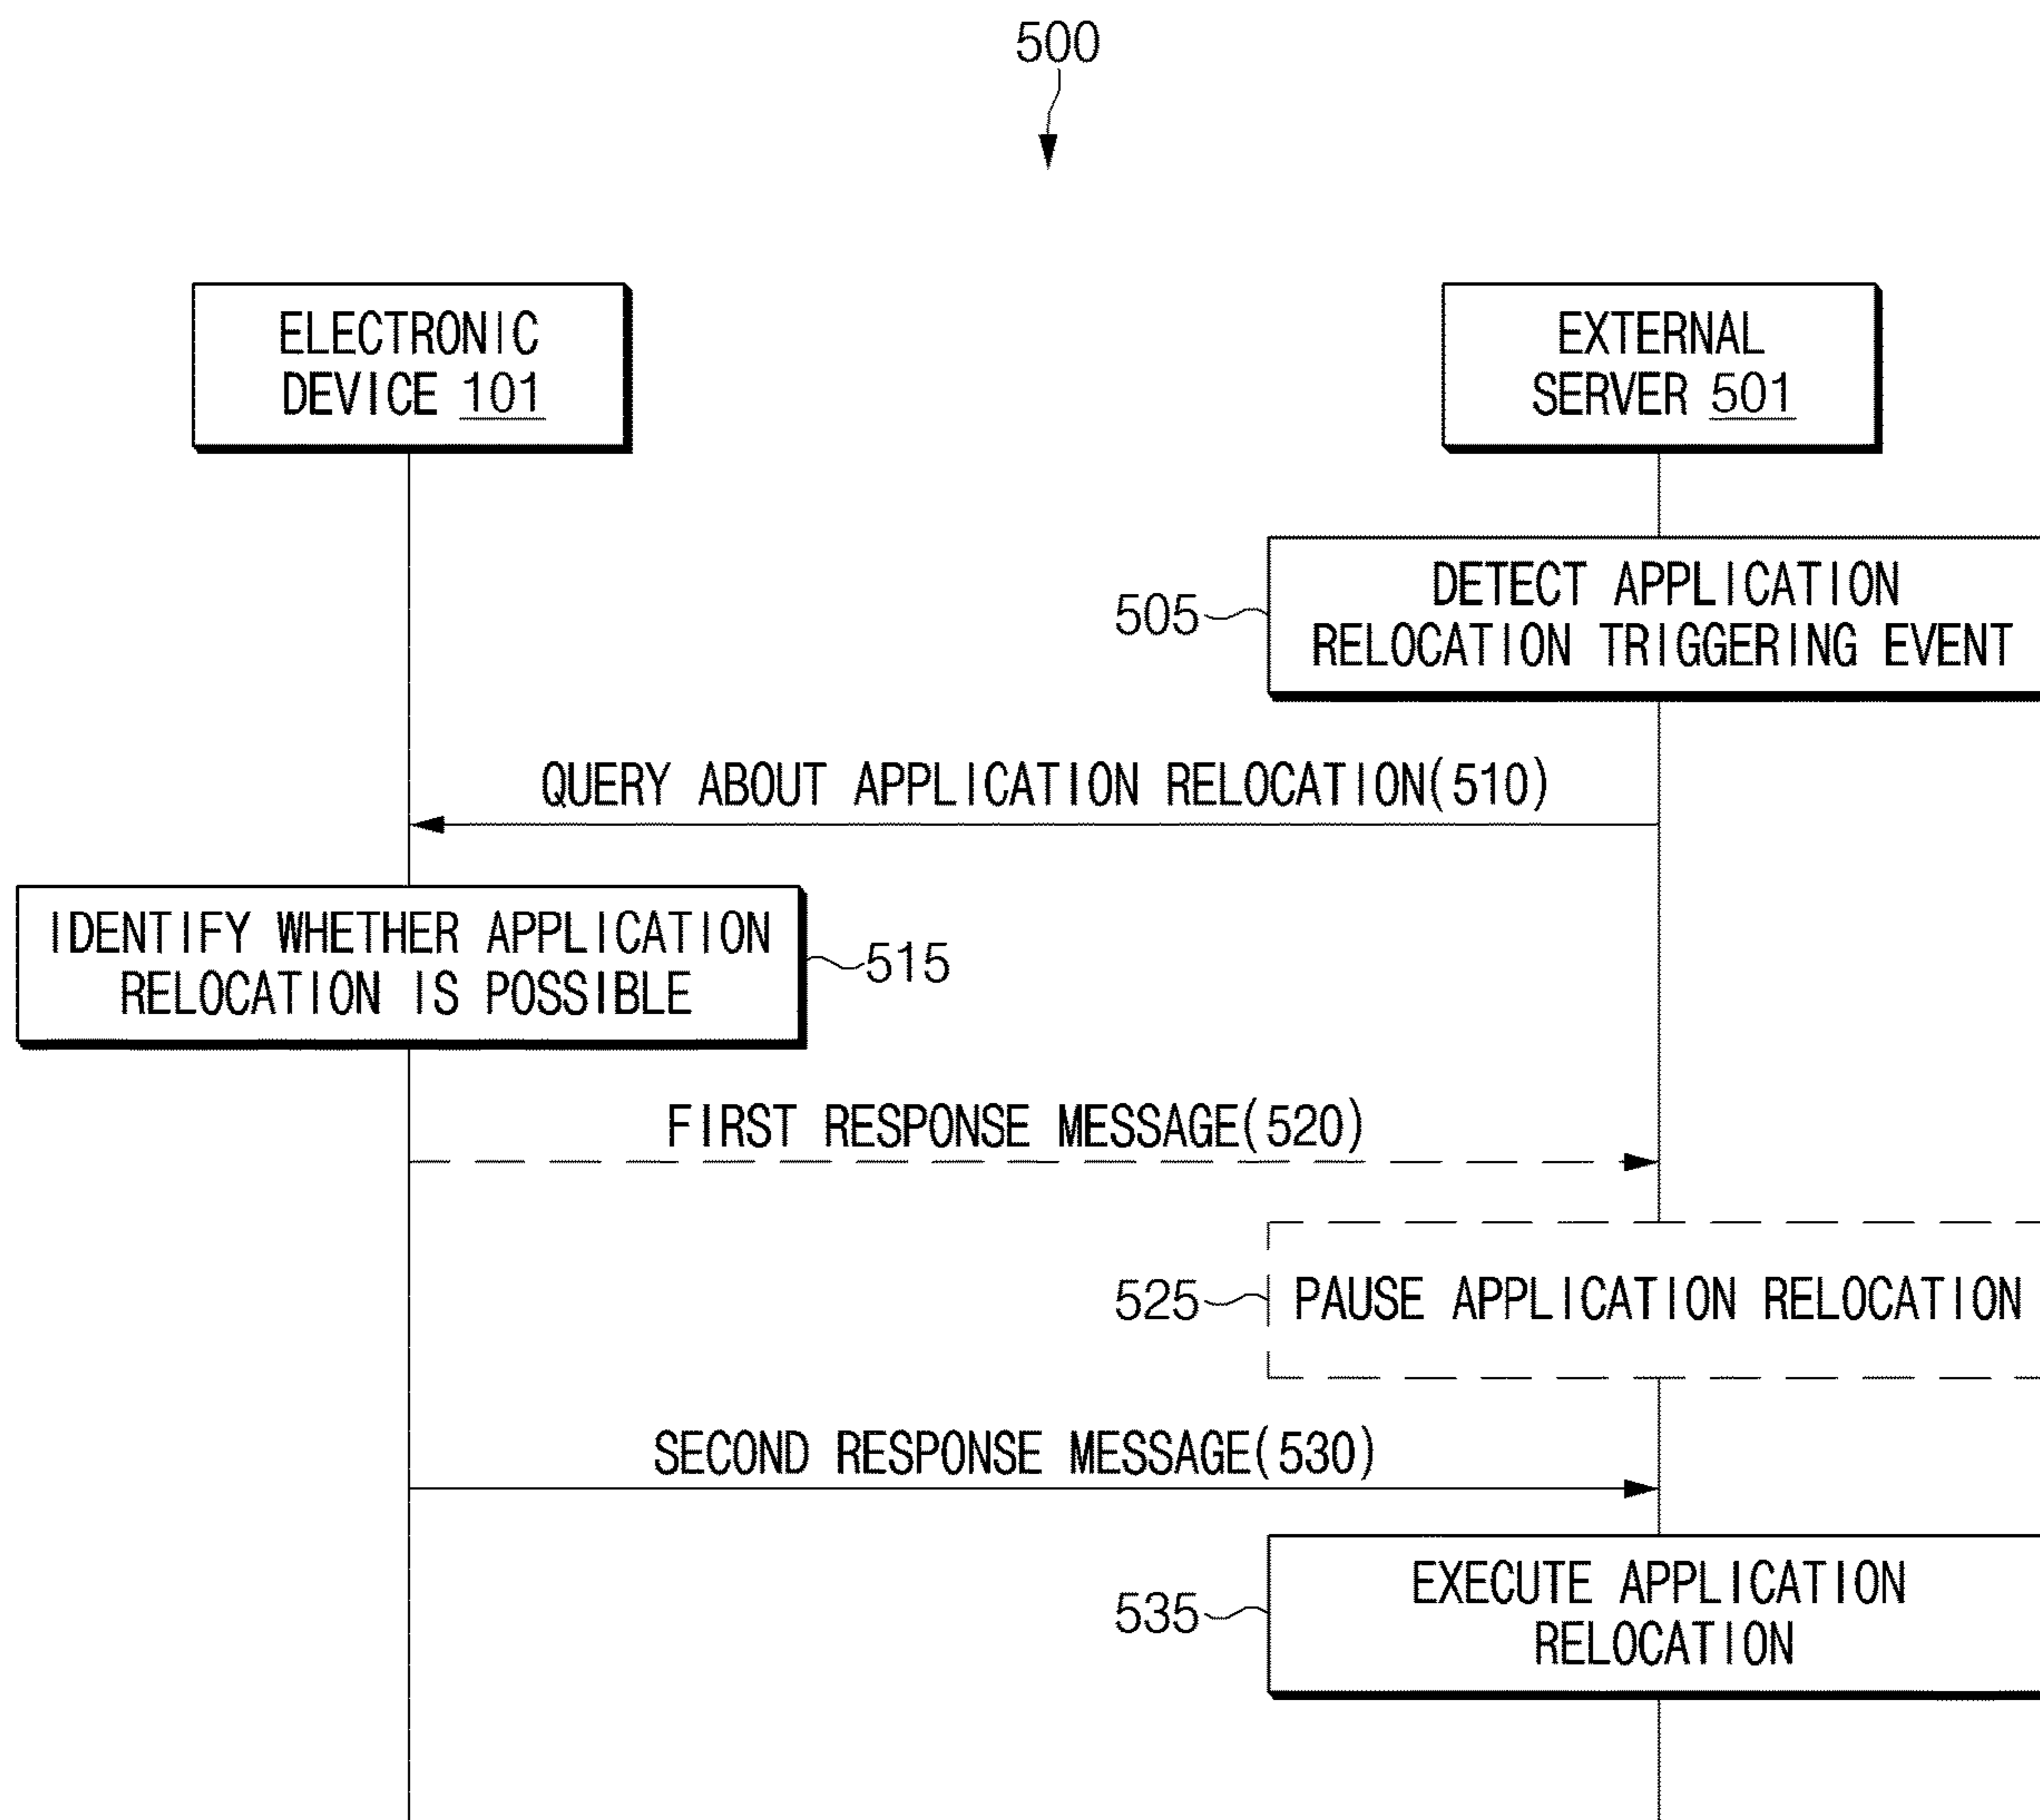 500
ELECTRONIC
DEVICE 101
EXTERNAL
SERVER 501
505
DETECT APPLICATION
RELOCATION TRIGGERING EVENT
QUERY ABOUT APPLICATION RELOCATION(510)
IDENTIFY WHETHER APPLICATION
RELOCATION IS POSSIBLE
515
FIRST RESPONSE MESSAGE(520)
525
PAUSE APPLICATION RELOCATION
SECOND RESPONSE MESSAGE(530)
535
EXECUTE APPLICATION
RELOCATION